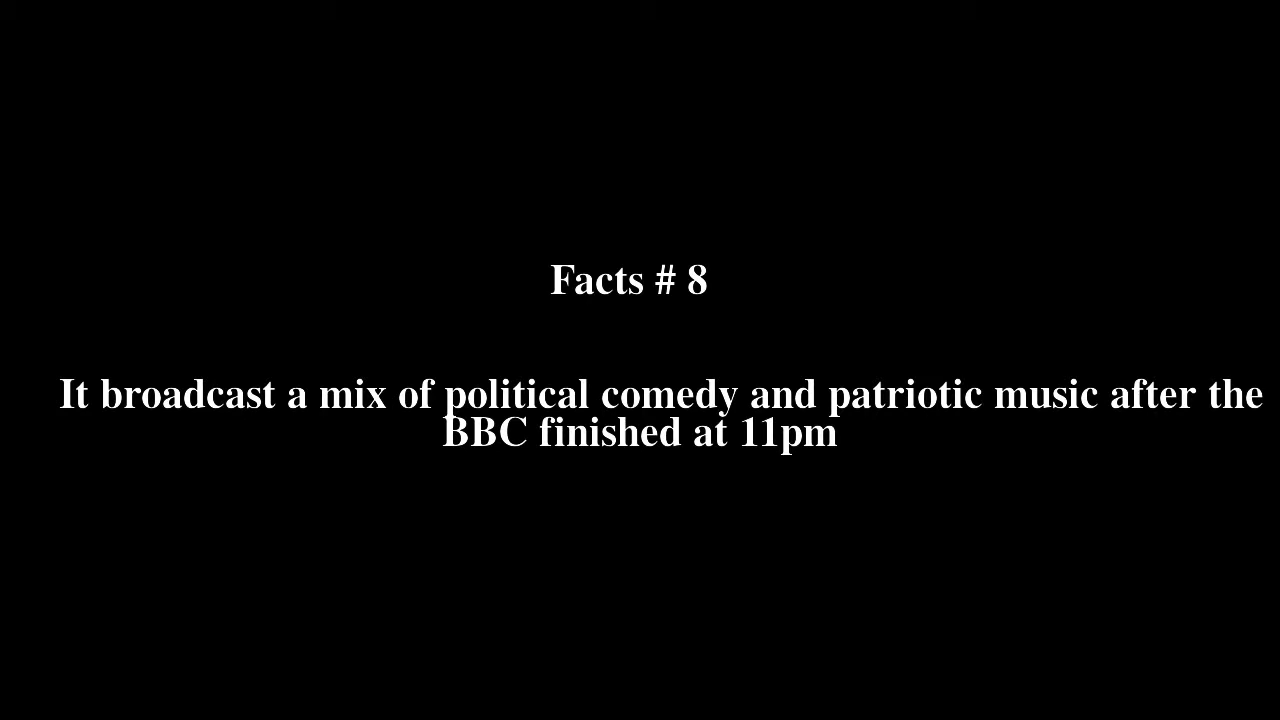 Facts # 8
It broadcast a mix of political comedy and patriotic music after the
BBC finished at 11pm